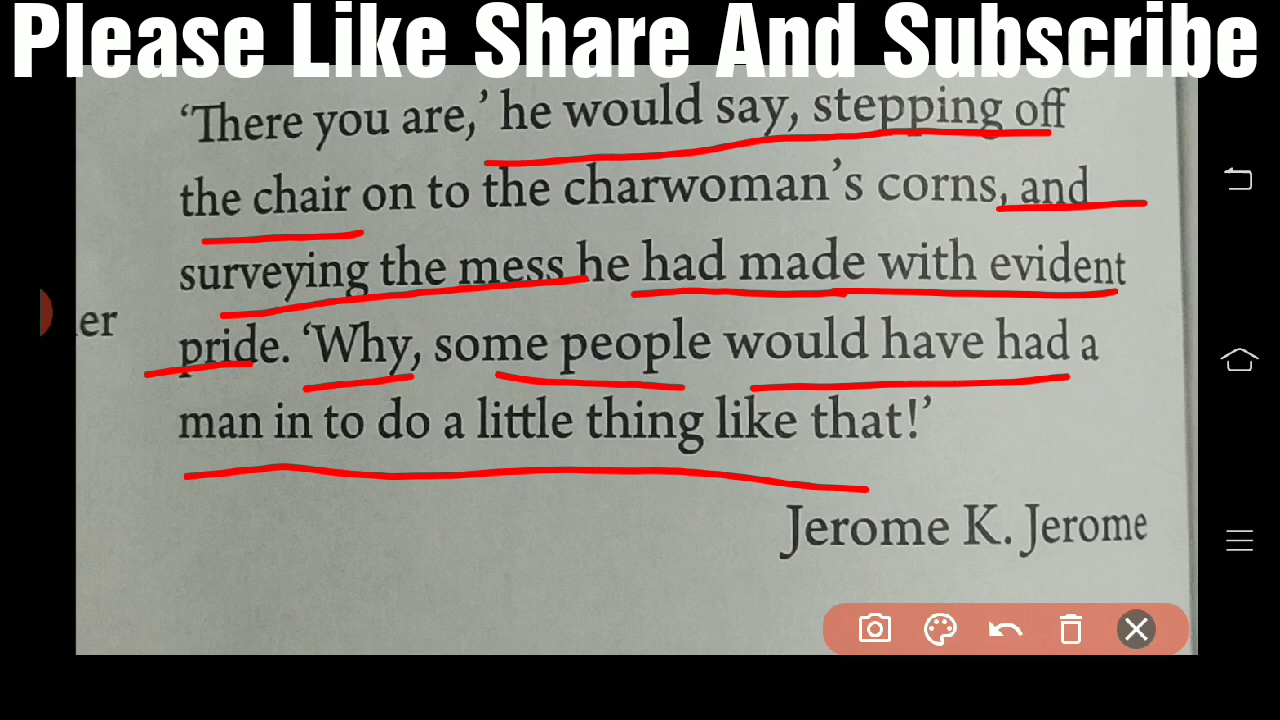 Please Like Share And Subscribe
‘There you are,’ he would say, stepping off
the chair on to the charwoman’s corns, and
surveying the mess he had made with evident
er
pride. ‘Why, some people would have had a
man in to do a little thing like that!’
Jerome K. Jerome